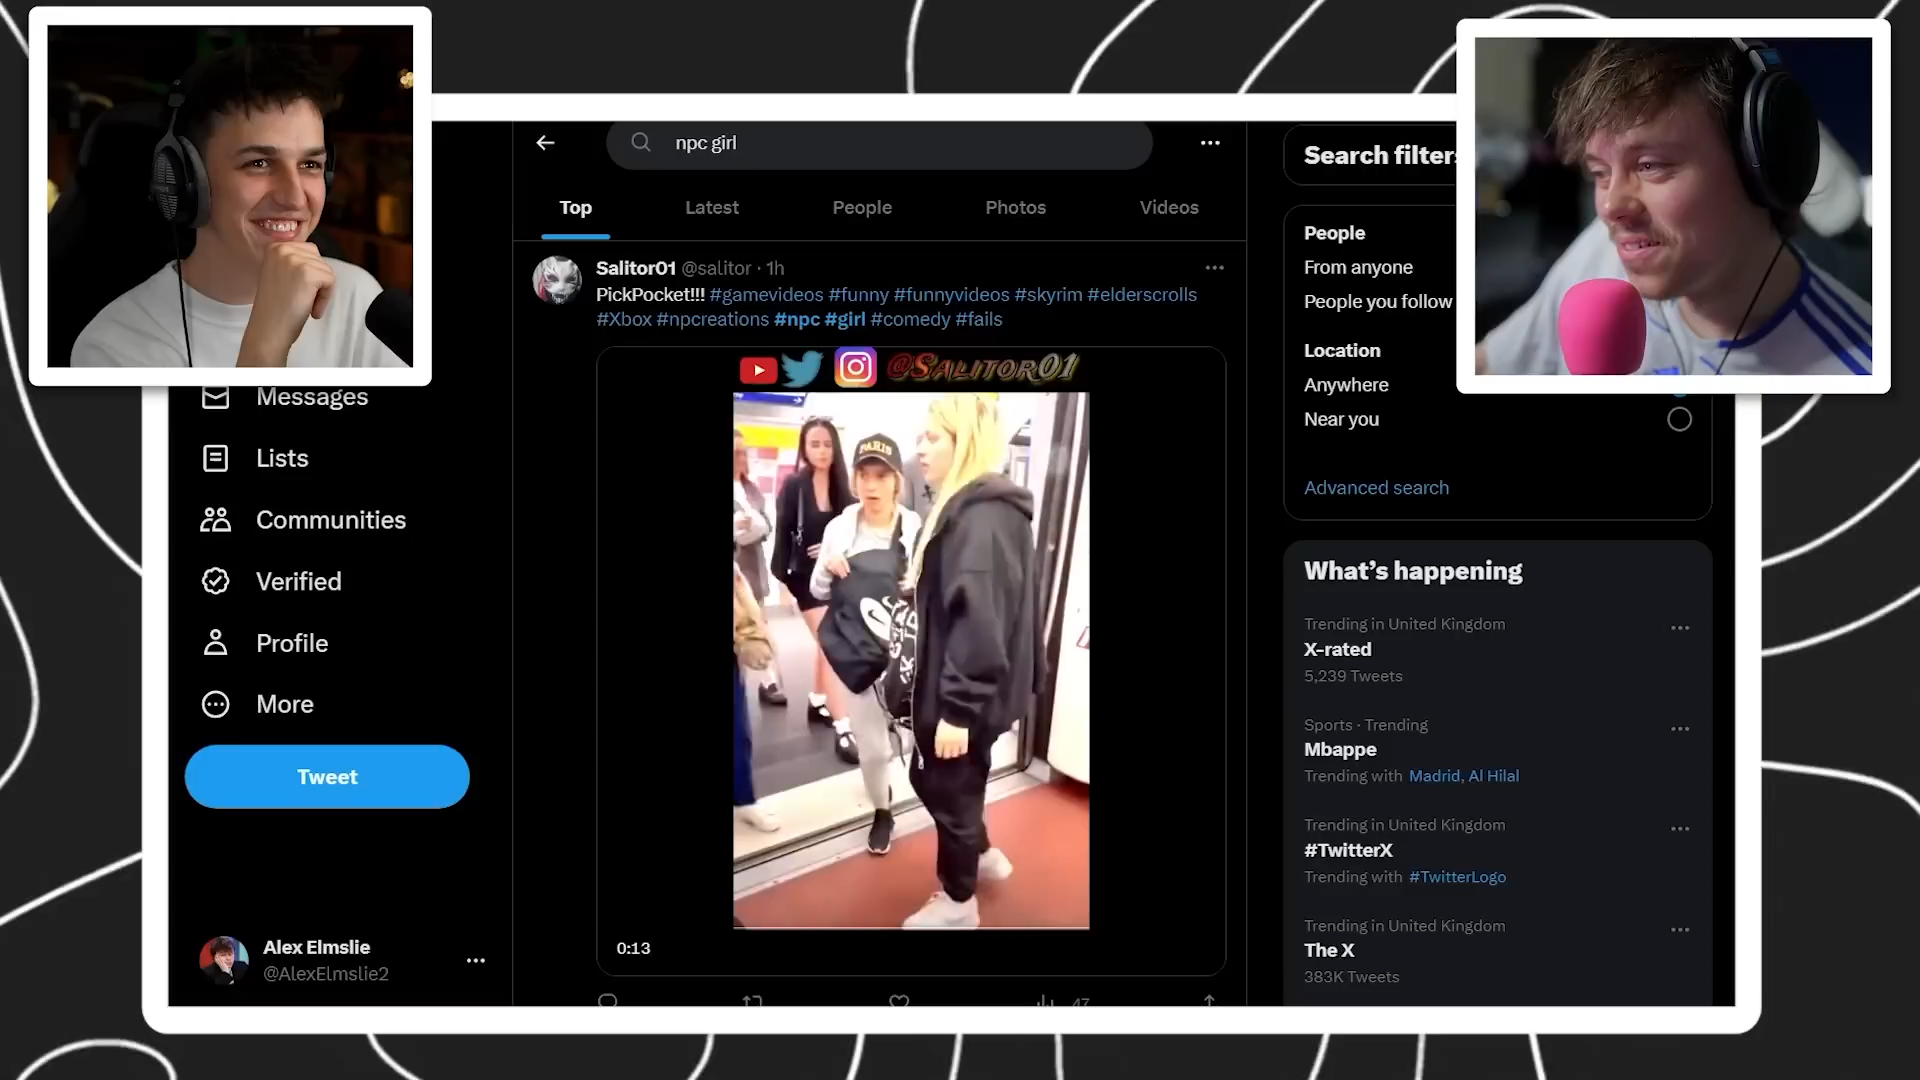 npc girl
Top
Latest
People
Photos
Videos
Salitor01 @salitor · 1h
PickPocket!!! #gamevideos #funny #funnyvideos #skyrim #elderscrolls
#Xbox #npcreations #npc #girl #comedy #fails
@SALITOR01
PARIS
0:13
47
Messages
Lists
Communities
Verified
Profile
More
Tweet
Alex Elmslie
@AlexElmslie2
Search filters
People
From anyone
People you follow
Location
Anywhere
Near you
Advanced search
What's happening
Trending in United Kingdom
X-rated
5,239 Tweets
Sports · Trending
Mbappe
Trending with Madrid, Al Hilal
Trending in United Kingdom
#TwitterX
Trending with #TwitterLogo
Trending in United Kingdom
The X
383K Tweets